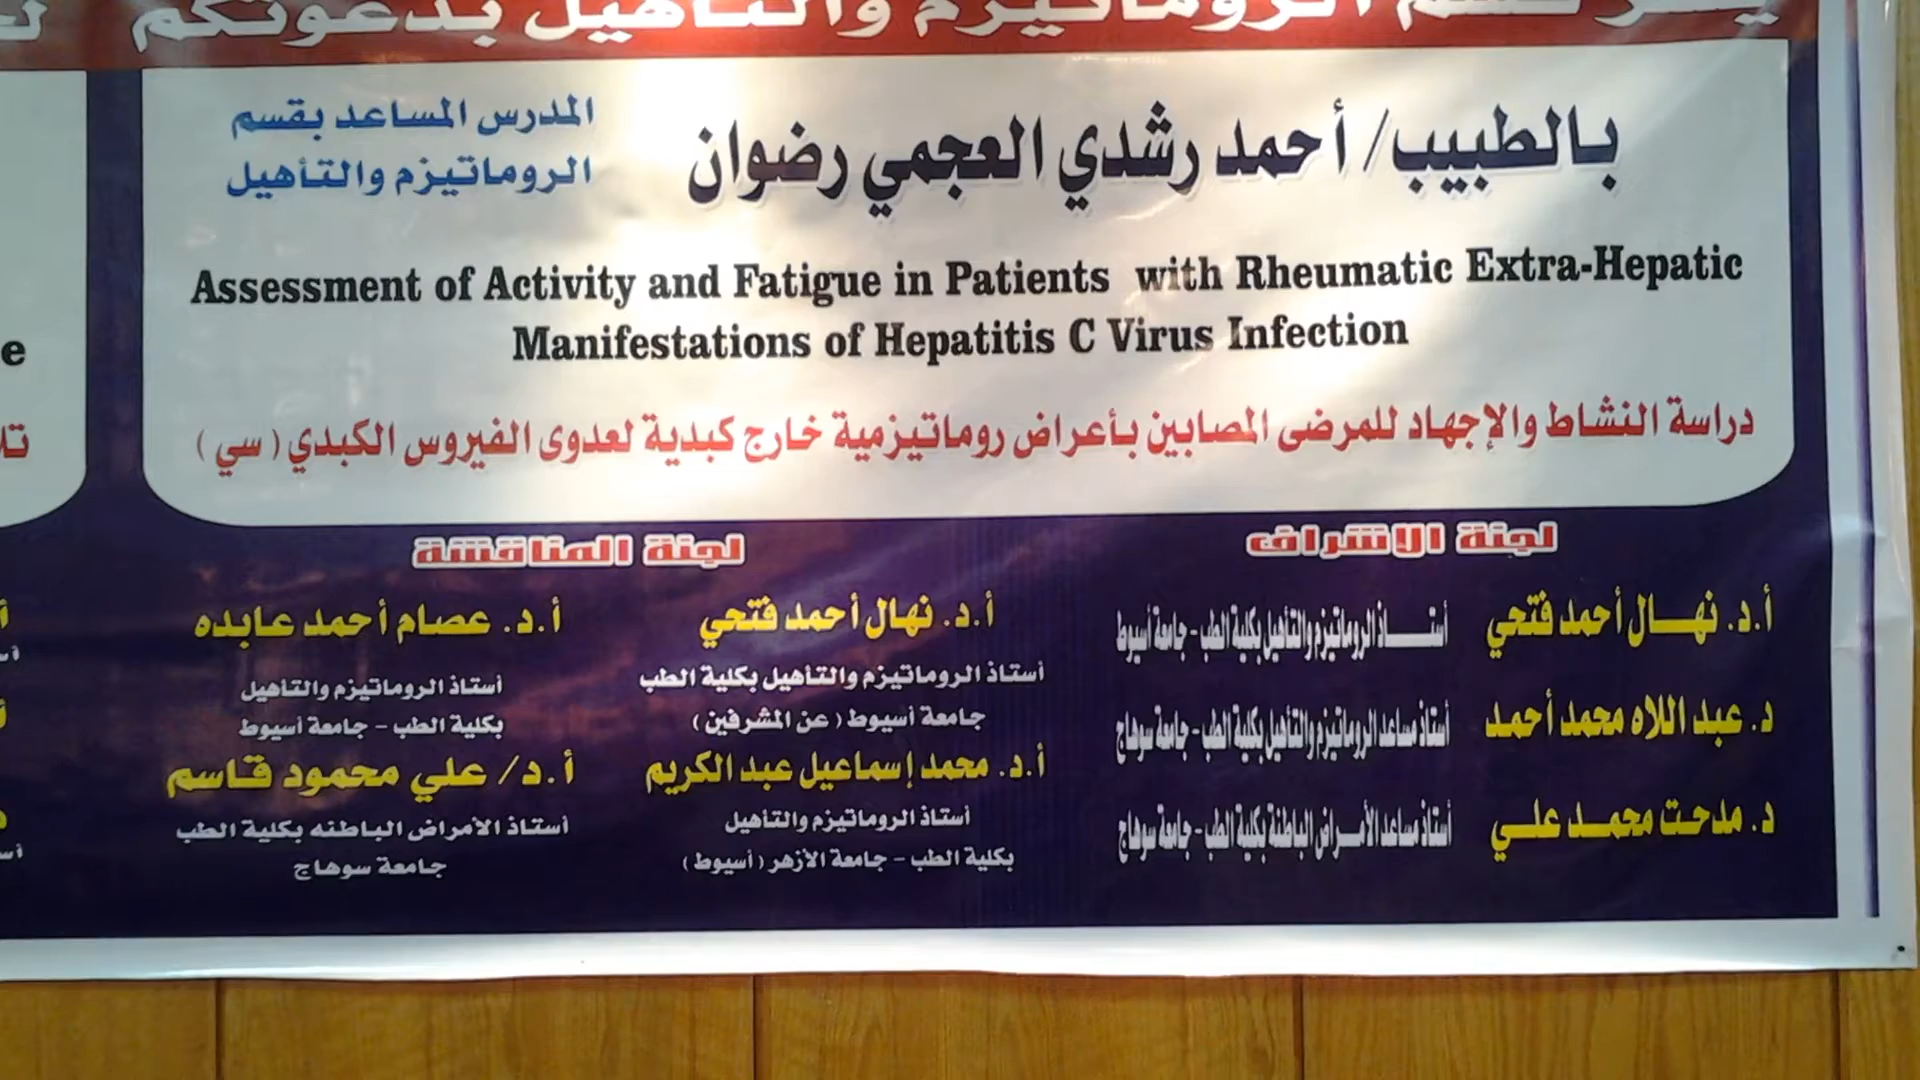 قسم الروماتيزم والتأهيل بدعوتكم
بالطبيب/ أحمد رشدي العجمي رضوان
المدرس المساعد بقسم
الروماتيزم والتأهيل
Assessment of Activity and Fatigue in Patients with Rheumatic Extra-Hepatic
Manifestations of Hepatitis C Virus Infection
دراسة النشاط والإجهاد للمرضى المصابين بأعراض روماتيزمية خارج كبدية لعدوى الفيروس الكبدي ( سي )
لجنة الاشراف
أ.د. نهال أحمد فتحي
أستاذ الروماتيزم والتأهيل بكلية الطب - جامعة أسيوط
د. عبد اللاه محمد أحمد
أستاذ مساعد الروماتيزم والتأهيل بكلية الطب - جامعة سوهاج
د. مدحت محمد علي
أستاذ مساعد الأمراض الباطنة بكلية الطب - جامعة سوهاج
لجنة المناقشة
أ.د. نهال أحمد فتحي
أستاذ الروماتيزم والتأهيل بكلية الطب
جامعة أسيوط ( عن المشرفين )
أ.د. عصام أحمد عابده
أستاذ الروماتيزم والتأهيل
بكلية الطب - جامعة أسيوط
أ.د. محمد إسماعيل عبد الكريم
أستاذ الروماتيزم والتأهيل
بكلية الطب - جامعة الأزهر ( أسيوط )
أ.د/ علي محمود قاسم
أستاذ الأمراض الباطنه بكلية الطب
جامعة سوهاج